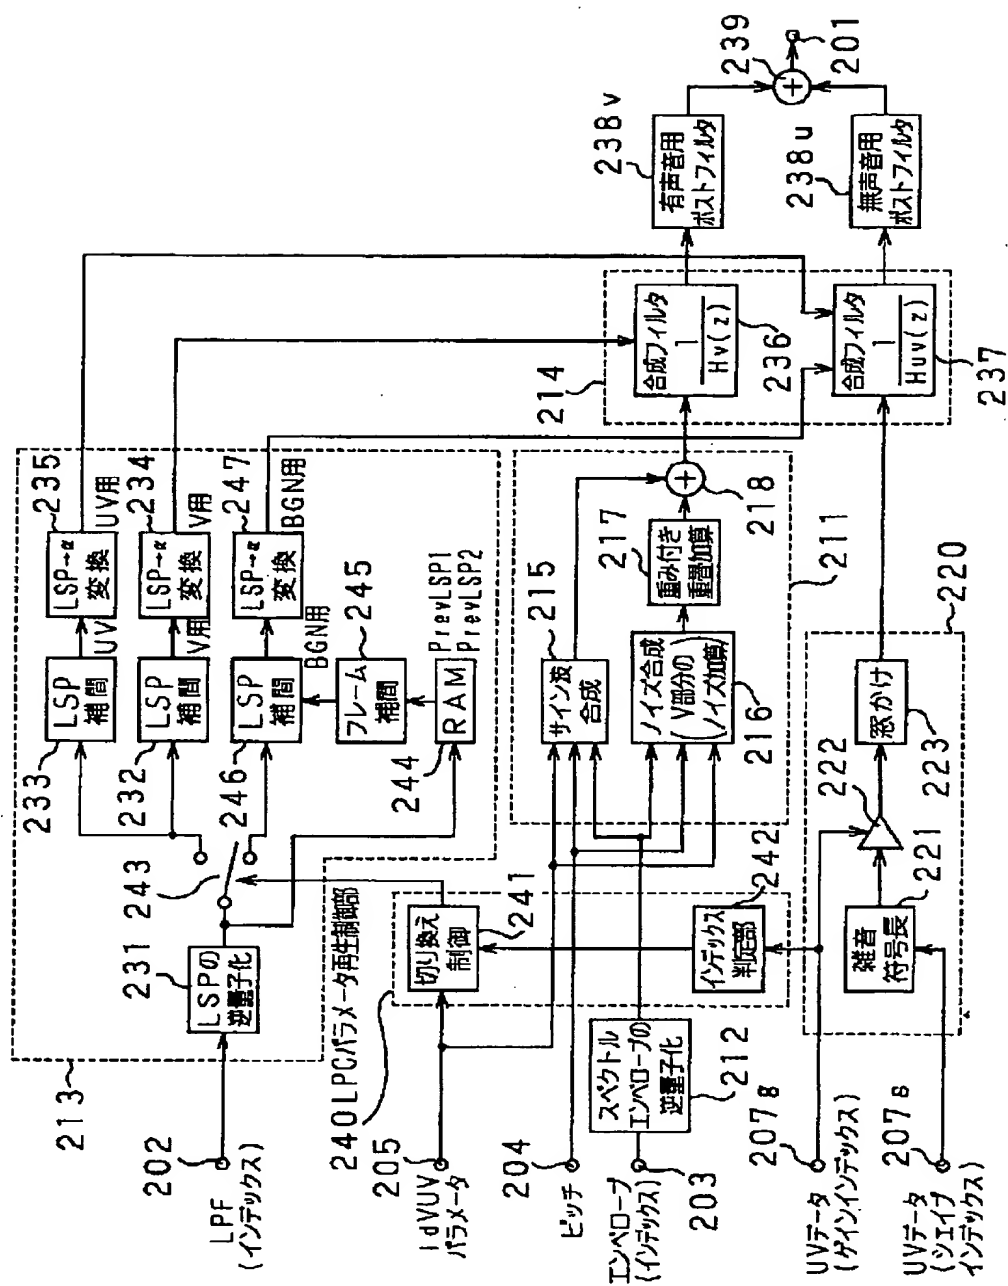 202
LPF
(インデックス)
213
231
LSPの
逆量子化
243
233
LSP
補間
UV
235
LSP→α
変換
UV用
232
LSP
補間
V用
234
LSP→α
変換
V用
246
LSP
補間
BGN用
247
LSP→α
変換
BGN用
フレーム
補間
245
244
RAM
PrevLSP1
PrevLSP2
240 LPCパラメータ再生制御部
205
IdVUV
パラメータ
切り換え
制御
241
インデックス
判定部
242
204
ピッチ
203
エンベロープ
(インデックス)
スペクトル
エンベロープの
逆量子化
212
サイン波
合成
215
ノイズ合成
(V部分の
ノイズ加算)
216
217
重み付き
重畳加算
+
218
211
207g
UVデータ
(ゲインインデックス)
207s
UVデータ
(シェイプ
インデックス)
雑音
符号長
221
222
窓かけ
223
220
214
合成フィルタ
1
Hv(z)
236
合成フィルタ
1
Huv(z)
237
238v
有声音用
ポストフィルタ
238u
無声音用
ポストフィルタ
+
239
201